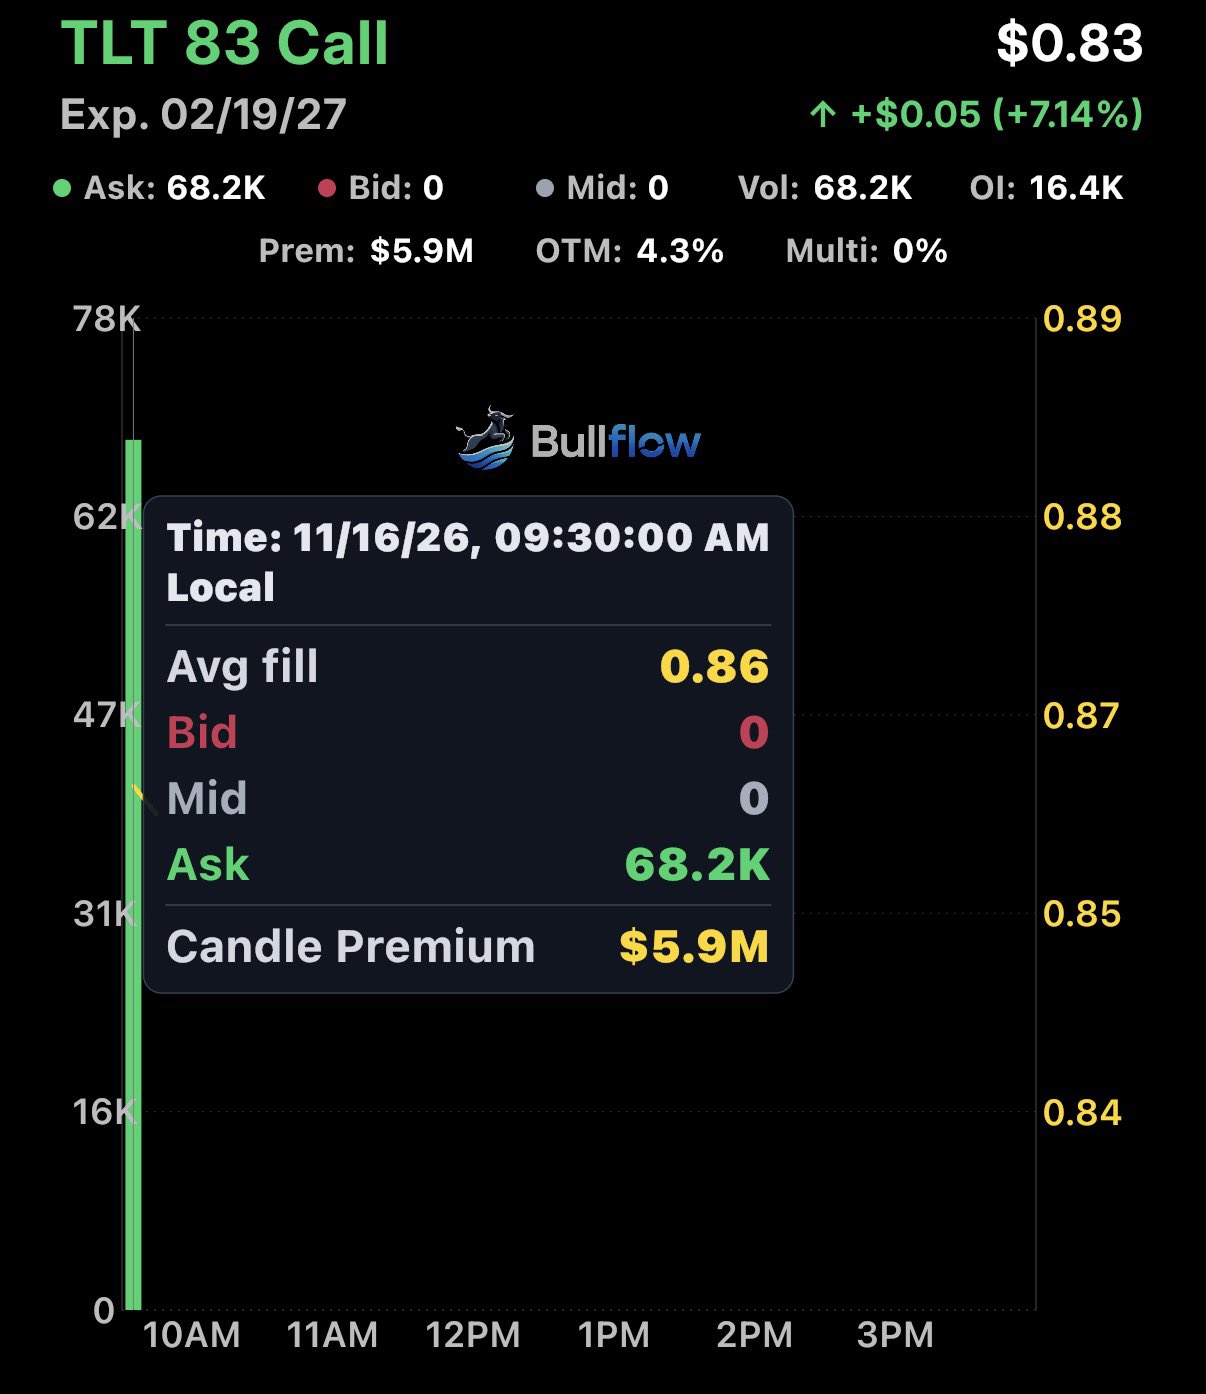 TLT 83 Call $0.83
Exp. 02/19/27 ↑ +$0.05 (+7.14%)
Ask: 68.2K Bid: 0 Mid: 0 Vol: 68.2K OI: 16.4K
Prem: $5.9M OTM: 4.3% Multi: 0%
78K 0.89
Bullflow
62K 0.88
Time: 11/16/26, 09:30:00 AM
Local
Avg fill 0.86
47K 0.87
Bid 0
Mid 0
Ask 68.2K
31K 0.85
Candle Premium $5.9M
16K 0.84
0
10AM 11AM 12PM 1PM 2PM 3PM